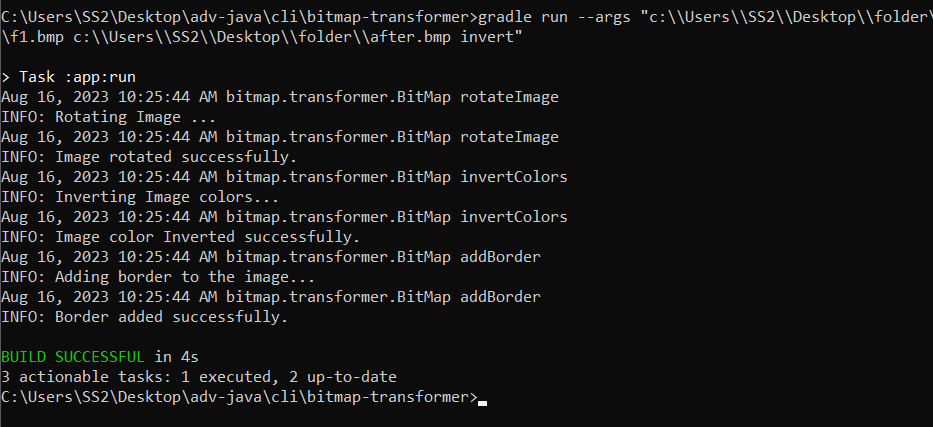 C:\Users\SS2\Desktop\adv-java\cli\bitmap-transformer>gradle run --args "c:\\Users\\SS2\\Desktop\\folder\
\f1.bmp c:\\Users\\SS2\\Desktop\\folder\\after.bmp invert"
> Task :app:run
Aug 16, 2023 10:25:44 AM bitmap.transformer.BitMap rotateImage
INFO: Rotating Image ...
Aug 16, 2023 10:25:44 AM bitmap.transformer.BitMap rotateImage
INFO: Image rotated successfully.
Aug 16, 2023 10:25:44 AM bitmap.transformer.BitMap invertColors
INFO: Inverting Image colors...
Aug 16, 2023 10:25:44 AM bitmap.transformer.BitMap invertColors
INFO: Image color Inverted successfully.
Aug 16, 2023 10:25:44 AM bitmap.transformer.BitMap addBorder
INFO: Adding border to the image...
Aug 16, 2023 10:25:44 AM bitmap.transformer.BitMap addBorder
INFO: Border added successfully.
BUILD SUCCESSFUL in 4s
3 actionable tasks: 1 executed, 2 up-to-date
C:\Users\SS2\Desktop\adv-java\cli\bitmap-transformer>